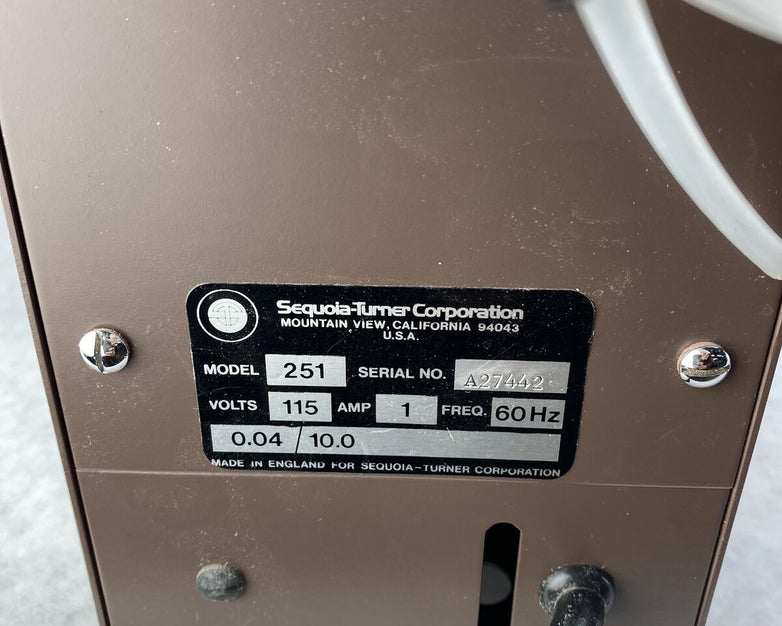 Sequoia-Turner Corporation
MOUNTAIN VIEW, CALIFORNIA 94043
U.S.A.
MODEL 251 SERIAL NO. A27442
VOLTS 115 AMP 1 FREQ. 60Hz
0.04 / 10.0
MADE IN ENGLAND FOR SEQUOIA-TURNER CORPORATION